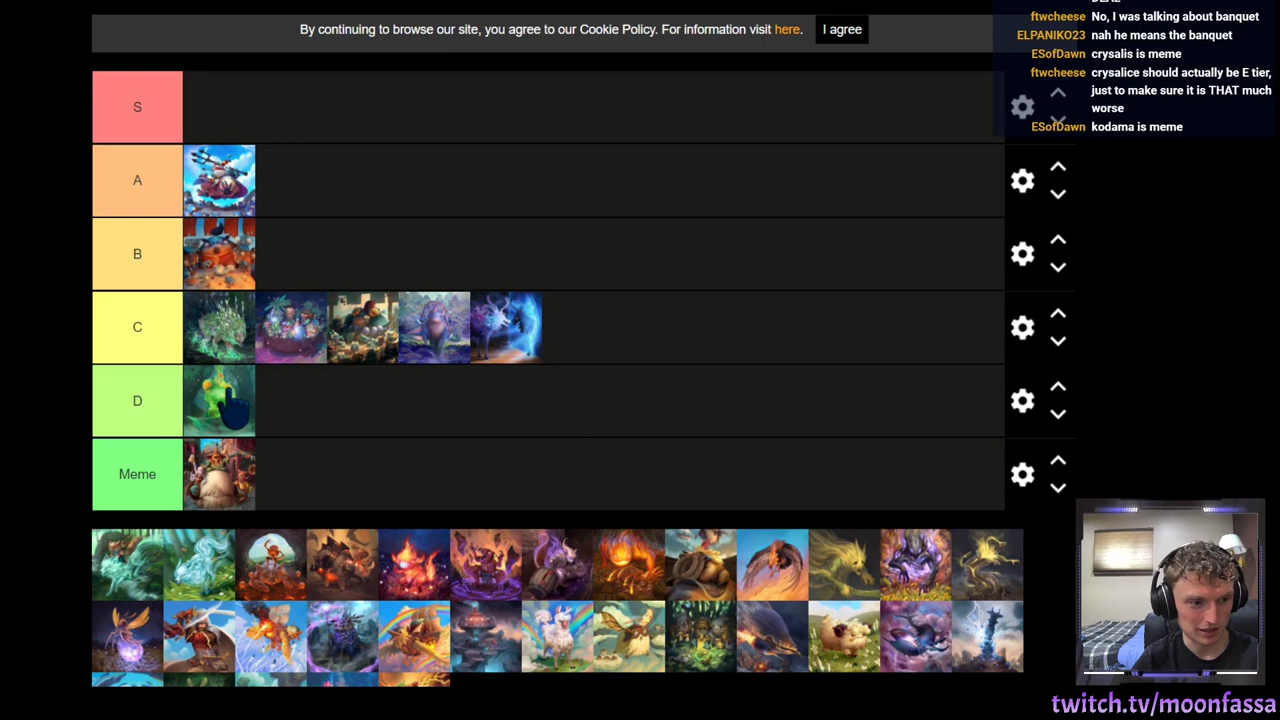 By continuing to browse our site, you agree to our Cookie Policy. For information visit here. I agree
ftwcheese No, I was talking about banquet
ELPANIKO23 nah he means the banquet
ESofDawn crysalis is meme
ftwcheese crysalice should actually be E tier,
just to make sure it is THAT much
worse
ESofDawn kodama is meme
S
A
B
C
D
Meme
twitch.tv/moonfassa